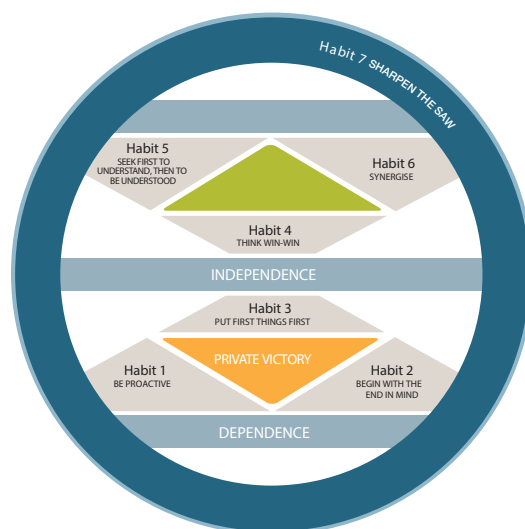 Habit 7 SHARPEN THE SAW
Habit 5
SEEK FIRST TO
UNDERSTAND, THEN TO
BE UNDERSTOOD
Habit 6
SYNERGISE
Habit 4
THINK WIN-WIN
INDEPENDENCE
Habit 3
PUT FIRST THINGS FIRST
PRIVATE VICTORY
Habit 1
BE PROACTIVE
Habit 2
BEGIN WITH THE
END IN MIND
DEPENDENCE